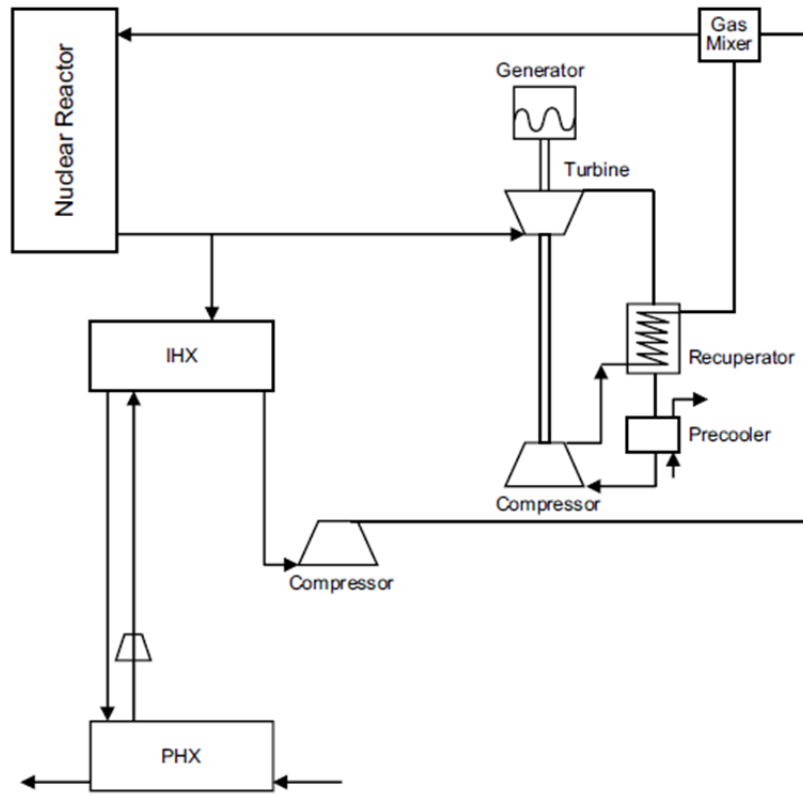 Gas
Mixer
Generator
Nuclear Reactor
Turbine
IHX
Recuperator
Precooler
Compressor
Compressor
PHX